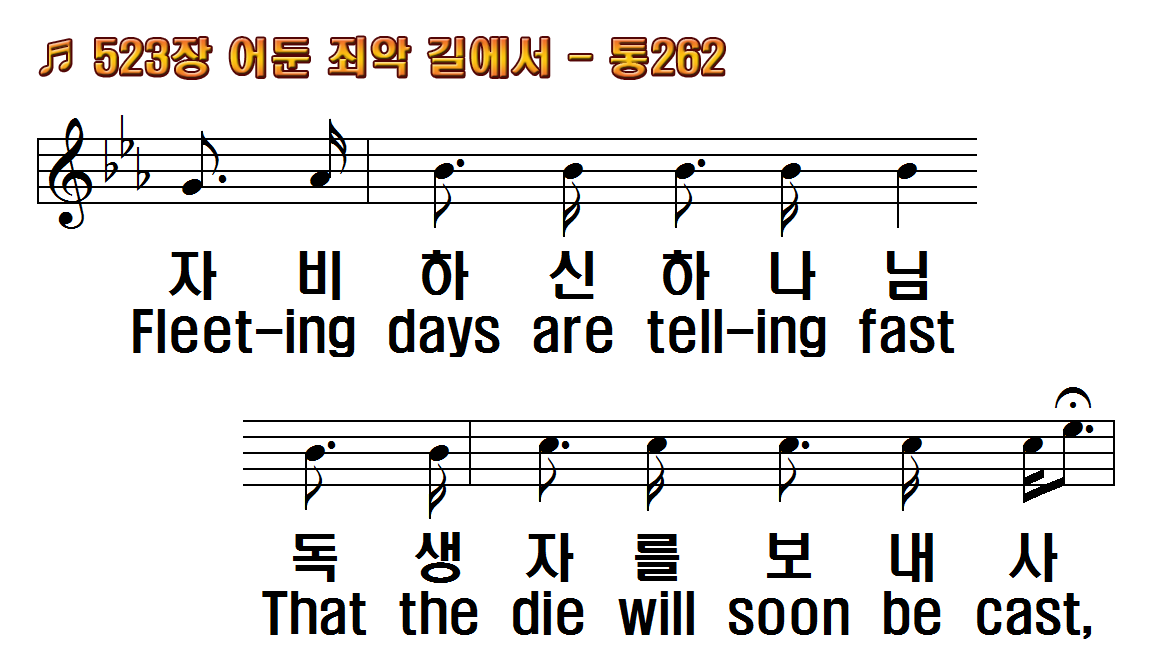 ♬ 523장 어둔 죄악 길에서 - 통262
자 비 하 신 하 나 님
Fleet-ing days are tell-ing fast
독 생 자 를 보 내 사
That the die will soon be cast,